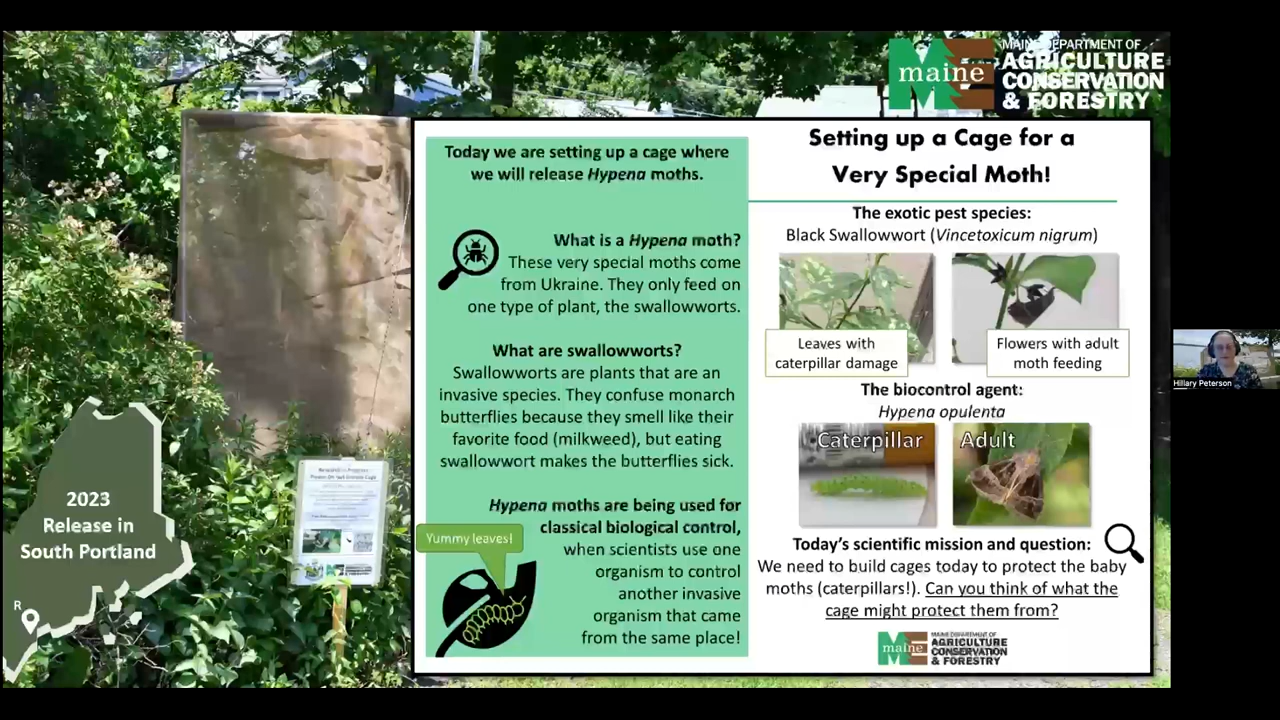 maine
MAINE DEPARTMENT OF
AGRICULTURE
CONSERVATION
& FORESTRY
Today we are setting up a cage where
we will release Hypena moths.
What is a Hypena moth?
These very special moths come
from Ukraine. They only feed on
one type of plant, the swallowworts.
What are swallowworts?
Swallowworts are plants that are an
invasive species. They confuse monarch
butterflies because they smell like their
favorite food (milkweed), but eating
swallowwort makes the butterflies sick.
Hypena moths are being used for
classical biological control,
when scientists use one
organism to control
another invasive
organism that came
from the same place!
Yummy leaves!
Setting up a Cage for a
Very Special Moth!
The exotic pest species:
Black Swallowwort (Vincetoxicum nigrum)
Leaves with
caterpillar damage
Flowers with adult
moth feeding
The biocontrol agent:
Hypena opulenta
Caterpillar
Adult
Today's scientific mission and question:
We need to build cages today to protect the baby
moths (caterpillars!). Can you think of what the
cage might protect them from?
maine
MAINE DEPARTMENT OF
AGRICULTURE
CONSERVATION
& FORESTRY
2023
Release in
South Portland
R
Hillary Peterson